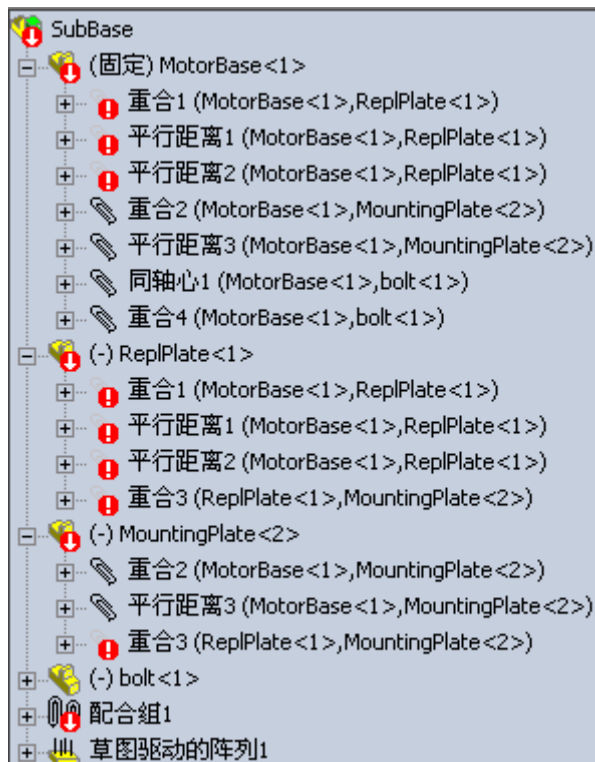 SubBase
(固定) MotorBase<1>
重合1 (MotorBase<1>,ReplPlate<1>)
平行距离1 (MotorBase<1>,ReplPlate<1>)
平行距离2 (MotorBase<1>,ReplPlate<1>)
重合2 (MotorBase<1>,MountingPlate<2>)
平行距离3 (MotorBase<1>,MountingPlate<2>)
同轴心1 (MotorBase<1>,bolt<1>)
重合4 (MotorBase<1>,bolt<1>)
(-) ReplPlate<1>
重合1 (MotorBase<1>,ReplPlate<1>)
平行距离1 (MotorBase<1>,ReplPlate<1>)
平行距离2 (MotorBase<1>,ReplPlate<1>)
重合3 (ReplPlate<1>,MountingPlate<2>)
(-) MountingPlate<2>
重合2 (MotorBase<1>,MountingPlate<2>)
平行距离3 (MotorBase<1>,MountingPlate<2>)
重合3 (ReplPlate<1>,MountingPlate<2>)
(-) bolt<1>
配合组1
草图驱动的阵列1